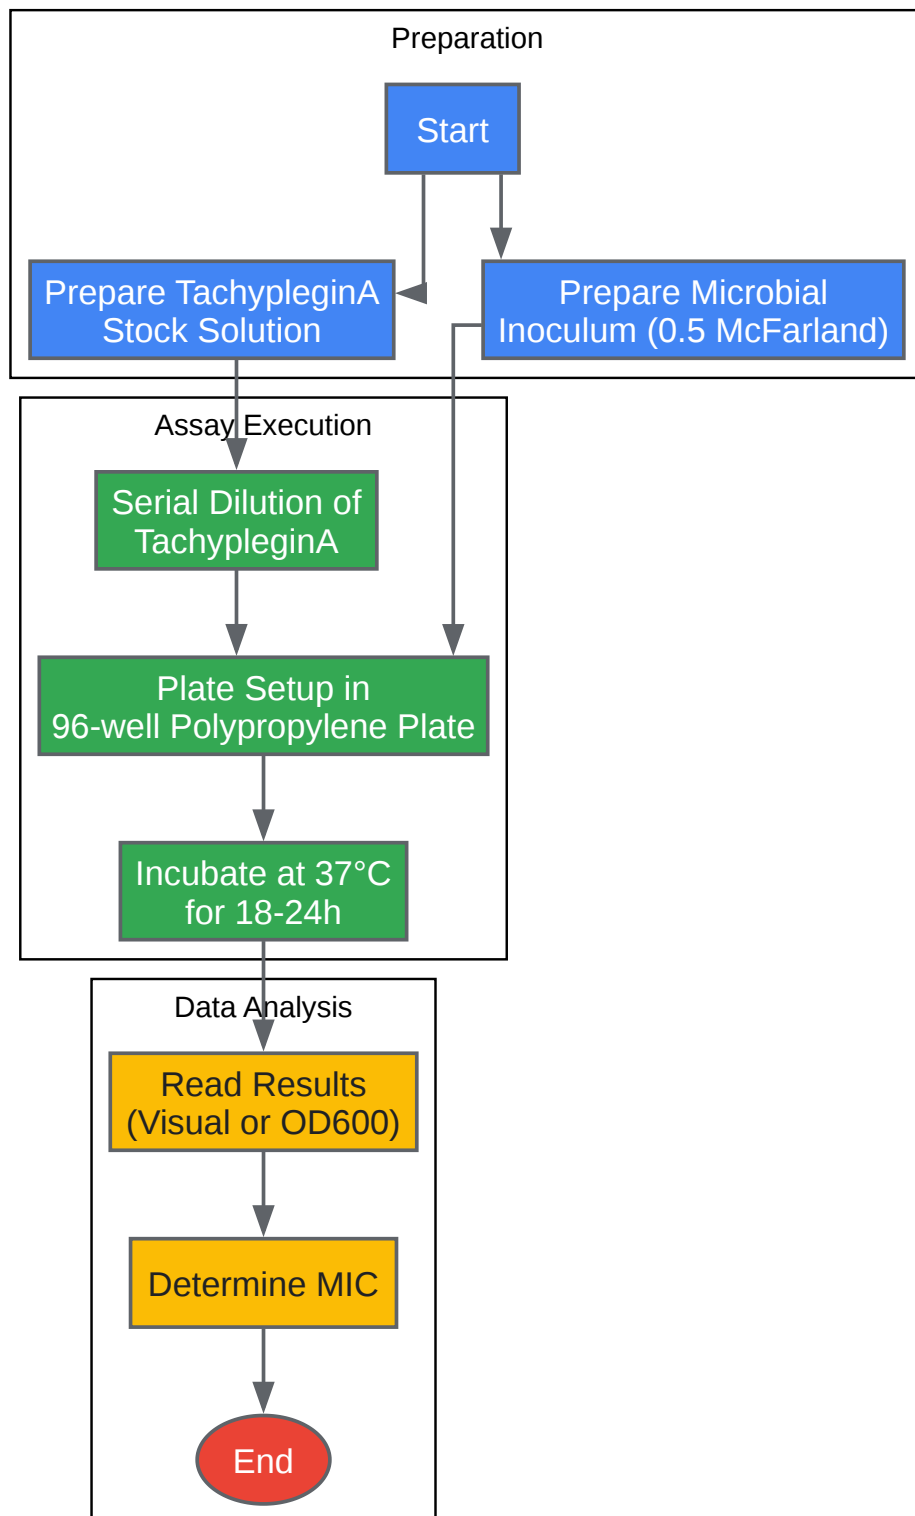 Preparation
Start
Prepare TachypleginA
Stock Solution
Prepare Microbial
Inoculum (0.5 McFarland)
Assay Execution
Serial Dilution of
TachypleginA
Plate Setup in
96-well Polypropylene Plate
Incubate at 37°C
for 18-24h
Data Analysis
Read Results
(Visual or OD600)
Determine MIC
End